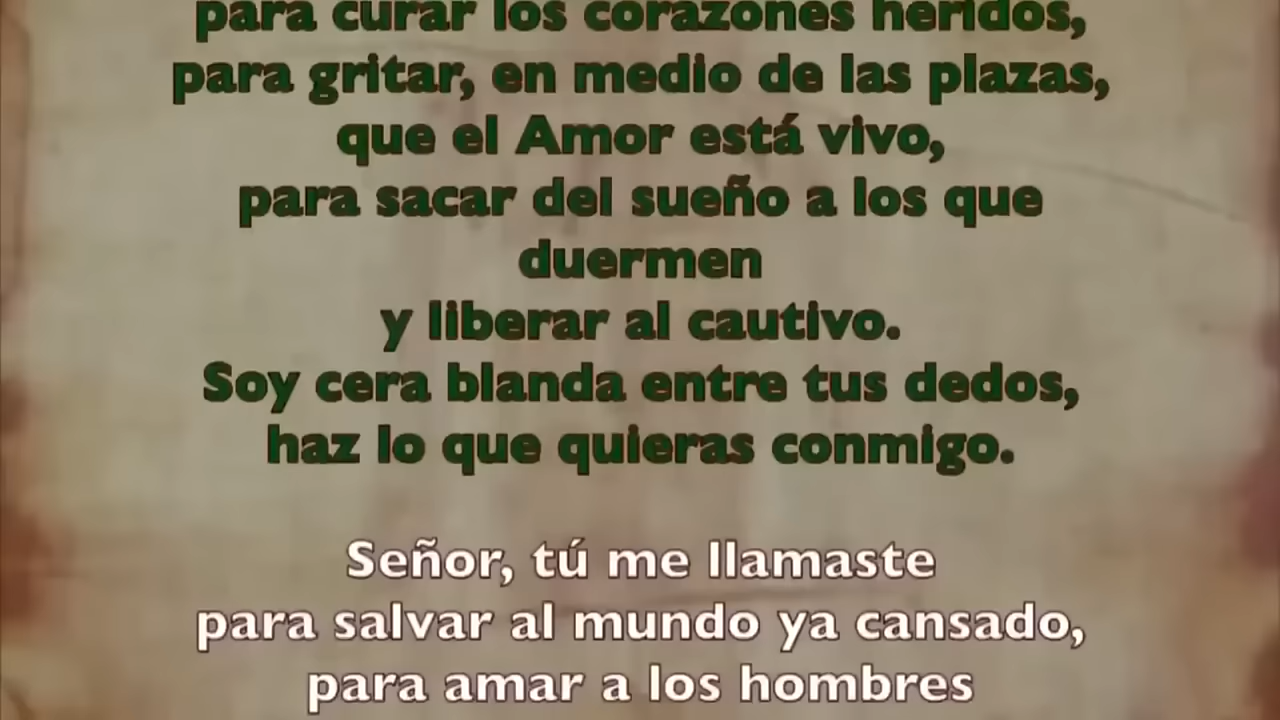 para curar los corazones heridos,
para gritar, en medio de las plazas,
que el Amor está vivo,
para sacar del sueño a los que
duermen
y liberar al cautivo.
Soy cera blanda entre tus dedos,
haz lo que quieras conmigo.
Señor, tú me llamaste
para salvar al mundo ya cansado,
para amar a los hombres